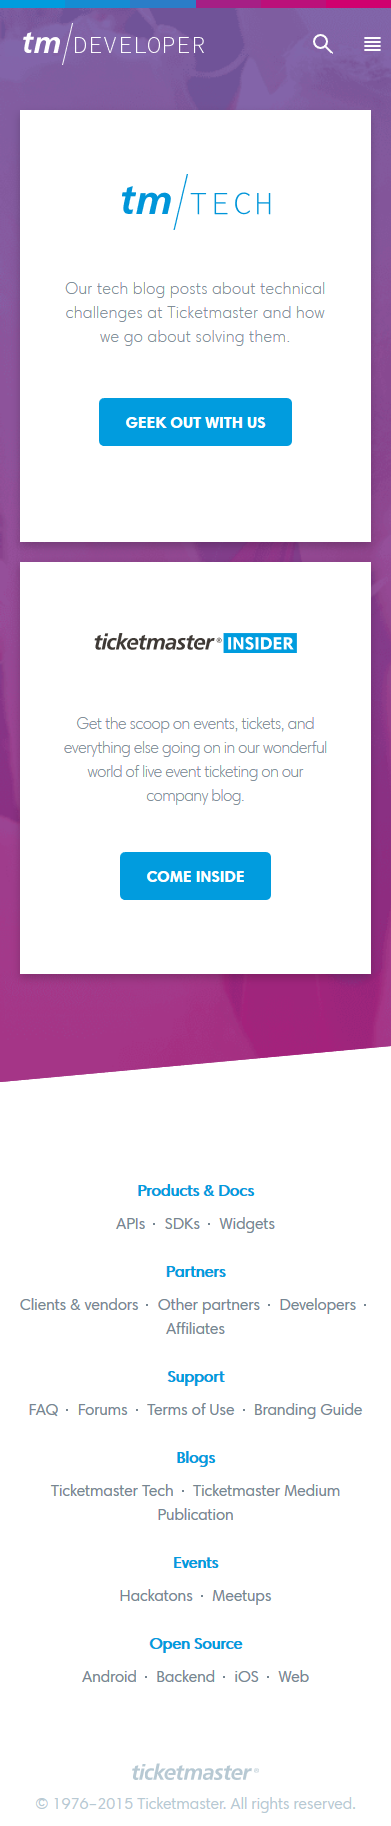 tm/DEVELOPER
tm/TECH
Our tech blog posts about technical
challenges at Ticketmaster and how
we go about solving them.
GEEK OUT WITH US
ticketmaster® INSIDER
Get the scoop on events, tickets, and
everything else going on in our wonderful
world of live event ticketing on our
company blog.
COME INSIDE
Products & Docs
APIs · SDKs · Widgets
Partners
Clients & vendors · Other partners · Developers ·
Affiliates
Support
FAQ · Forums · Terms of Use · Branding Guide
Blogs
Ticketmaster Tech · Ticketmaster Medium
Publication
Events
Hackatons · Meetups
Open Source
Android · Backend · iOS · Web
ticketmaster®
© 1976–2015 Ticketmaster. All rights reserved.